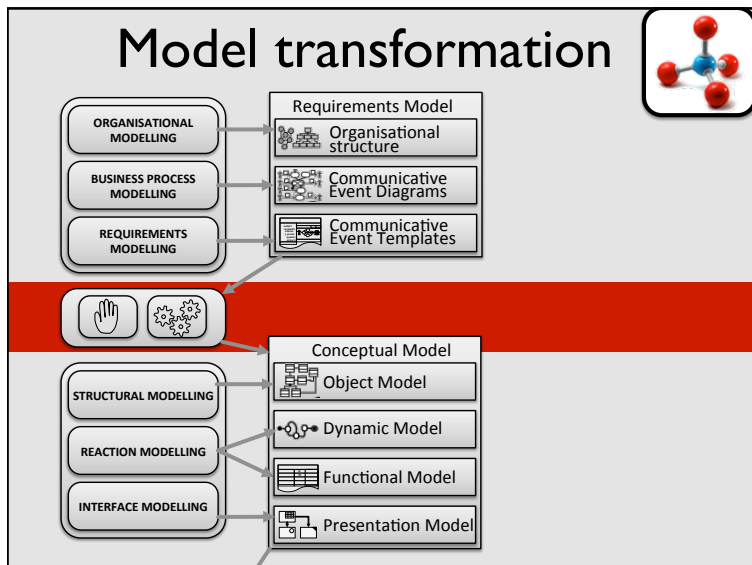 Model transformation
ORGANISATIONAL
MODELLING
BUSINESS PROCESS
MODELLING
REQUIREMENTS
MODELLING
Requirements Model
Organisational
structure
Communicative
Event Diagrams
Communicative
Event Templates
Conceptual Model
STRUCTURAL MODELLING
REACTION MODELLING
INTERFACE MODELLING
Object Model
Dynamic Model
Functional Model
Presentation Model